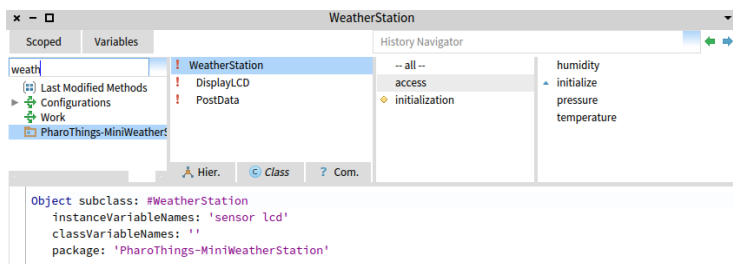 WeatherStation
Scoped Variables History Navigator
weath
Last Modified Methods
Configurations
Work
PharoThings-MiniWeatherS
! WeatherStation
! DisplayLCD
! PostData
Hier. C Class ? Com.
-- all --
access
initialization
humidity
initialize
pressure
temperature
Object subclass: #WeatherStation
instanceVariableNames: 'sensor lcd'
classVariableNames: ''
package: 'PharoThings-MiniWeatherStation'